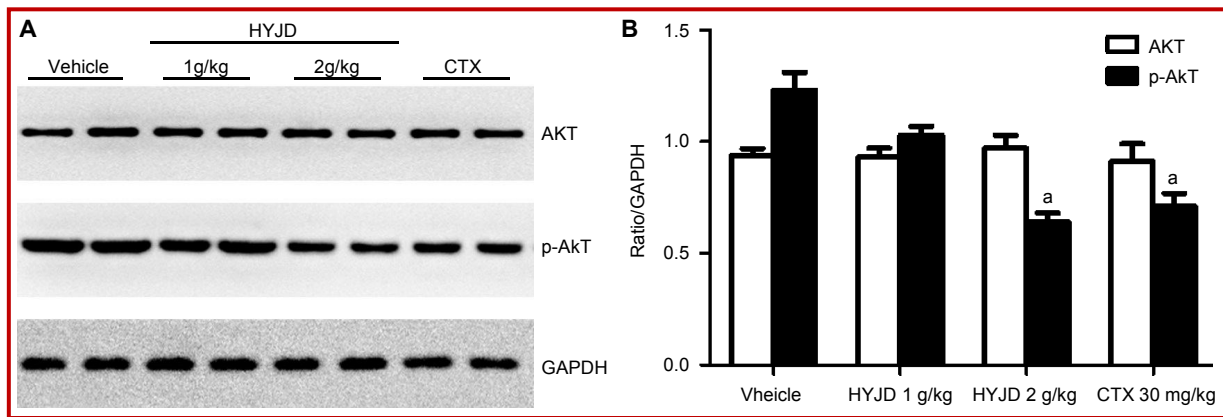 A
HYJD
Vehicle 1g/kg 2g/kg CTX
AKT
p-AkT
GAPDH
B
AKT
p-AkT
Ratio/GAPDH
1.5
1.0
0.5
0.0
a
a
Vheicle HYJD 1 g/kg HYJD 2 g/kg CTX 30 mg/kg